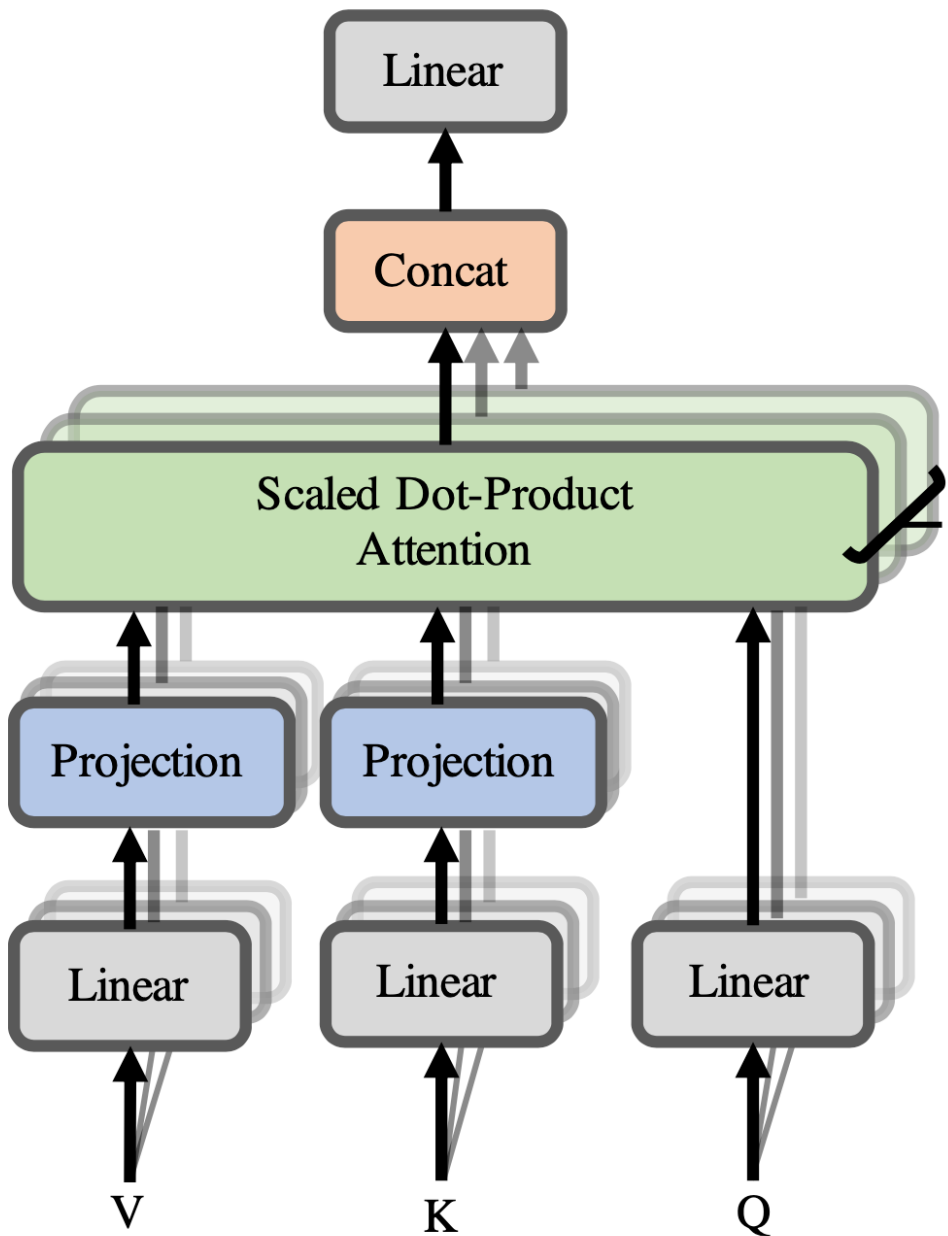 Linear
Concat
Scaled Dot-Product
Attention
Projection
Projection
Linear
Linear
Linear
V
K
Q